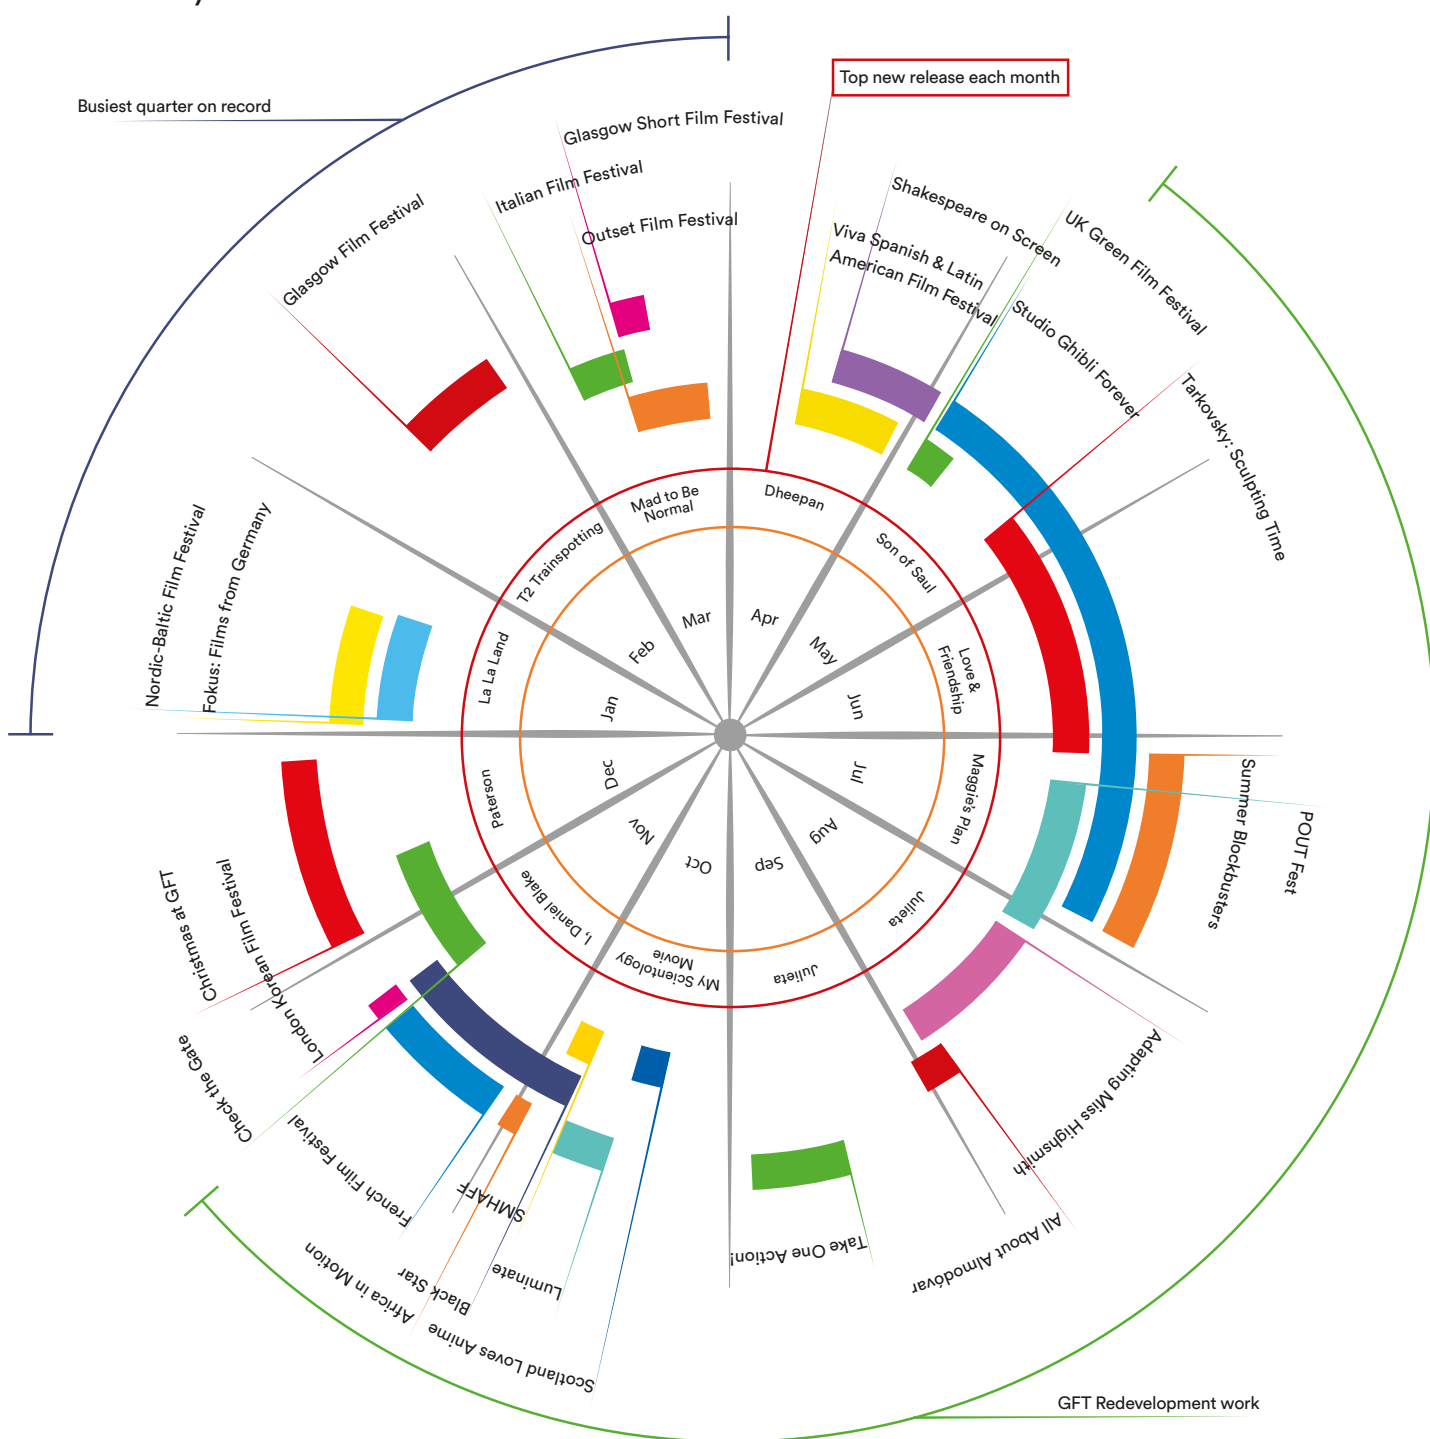 Busiest quarter on record
Top new release each month
Glasgow Short Film Festival
Italian Film Festival
Outset Film Festival
Glasgow Film Festival
Shakespeare on Screen
Viva Spanish & Latin
American Film Festival
UK Green Film Festival
Studio Ghibli Forever
Tarkovsky: Sculpting Time
Summer Blockbusters
POUT Fest
Adapting Miss Highsmith
All About Almodóvar
Take One Action!
Scotland Loves Anime
Luminate
SMHAFF
Black Star
Africa in Motion
French Film Festival
Check the Gate
London Korean Film Festival
Christmas at GFT
Nordic-Baltic Film Festival
Fokus: Films from Germany
Dheepan
Son of Saul
Love &
Friendship
Maggie's Plan
Julieta
Julieta
My Scientology
Movie
I, Daniel Blake
Paterson
La La Land
T2 Trainspotting
Mad to Be
Normal
Apr
May
Jun
Jul
Aug
Sep
Oct
Nov
Dec
Jan
Feb
Mar
GFT Redevelopment work